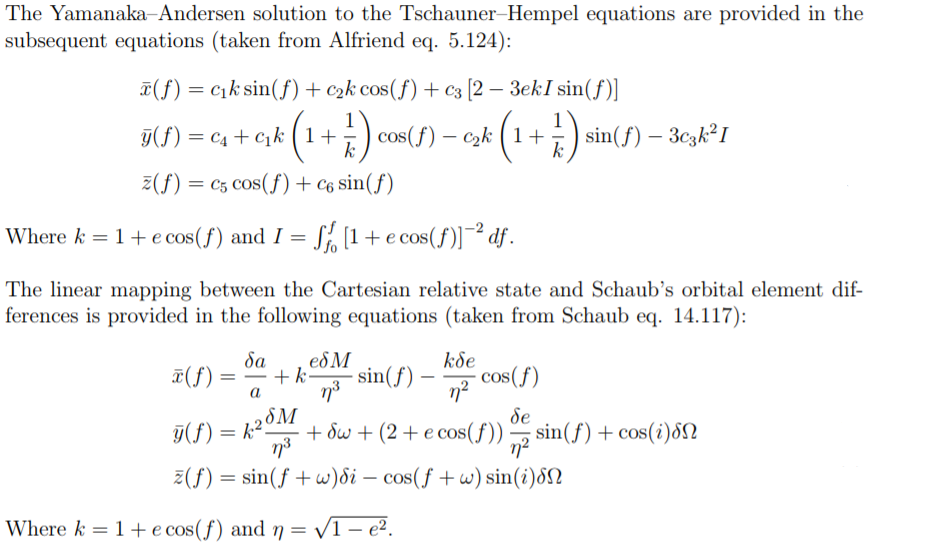 The Yamanaka–Andersen solution to the Tschauner–Hempel equations are provided in the
subsequent equations (taken from Alfriend eq. 5.124):
x̄(f) = c₁k sin(f) + c₂k cos(f) + c₃ [2 − 3ekI sin(f)]
ȳ(f) = c₄ + c₁k (1 + 1/k) cos(f) − c₂k (1 + 1/k) sin(f) − 3c₃k²I
z̄(f) = c₅ cos(f) + c₆ sin(f)
Where k = 1 + e cos(f) and I = ∫_{f₀}^{f} [1 + e cos(f)]⁻² df.
The linear mapping between the Cartesian relative state and Schaub's orbital element dif-
ferences is provided in the following equations (taken from Schaub eq. 14.117):
x̄(f) = δa/a + k eδM/η³ sin(f) − kδe/η² cos(f)
ȳ(f) = k² δM/η³ + δω + (2 + e cos(f)) δe/η² sin(f) + cos(i)δΩ
z̄(f) = sin(f + ω)δi − cos(f + ω) sin(i)δΩ
Where k = 1 + e cos(f) and η = √(1 − e²).